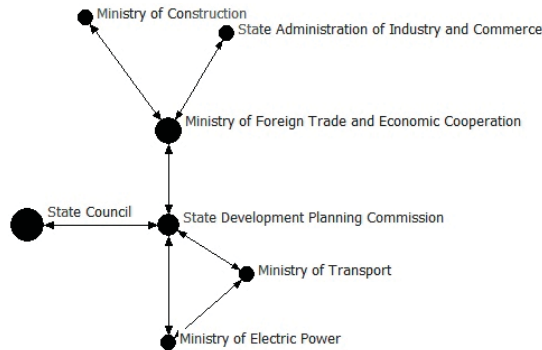 Ministry of Construction
State Administration of Industry and Commerce
Ministry of Foreign Trade and Economic Cooperation
State Council
State Development Planning Commission
Ministry of Transport
Ministry of Electric Power